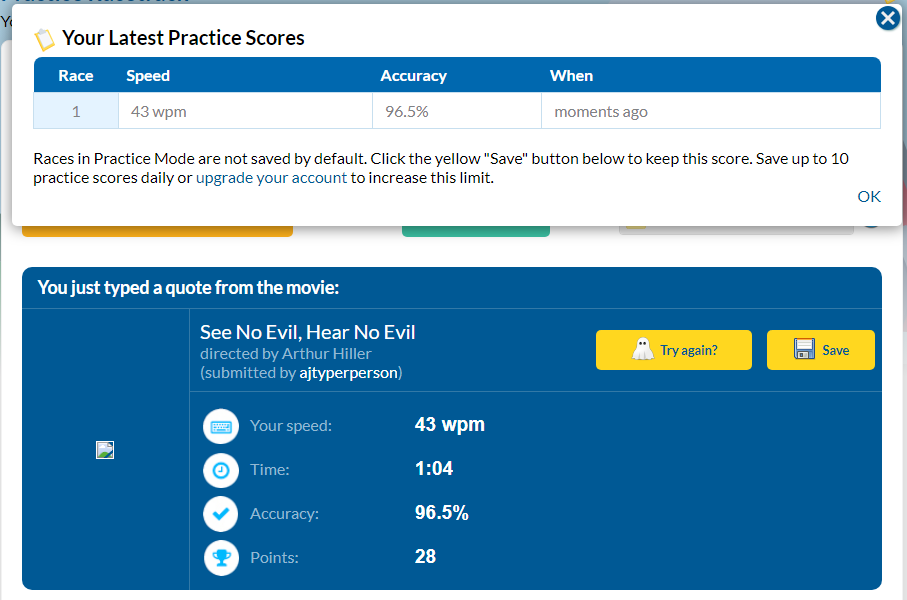 Yo
Your Latest Practice Scores
Race Speed Accuracy When
1 43 wpm 96.5% moments ago
Races in Practice Mode are not saved by default. Click the yellow "Save" button below to keep this score. Save up to 10
practice scores daily or upgrade your account to increase this limit.
OK
You just typed a quote from the movie:
See No Evil, Hear No Evil
directed by Arthur Hiller
(submitted by ajtyperperson)
Try again? Save
Your speed: 43 wpm
Time: 1:04
Accuracy: 96.5%
Points: 28